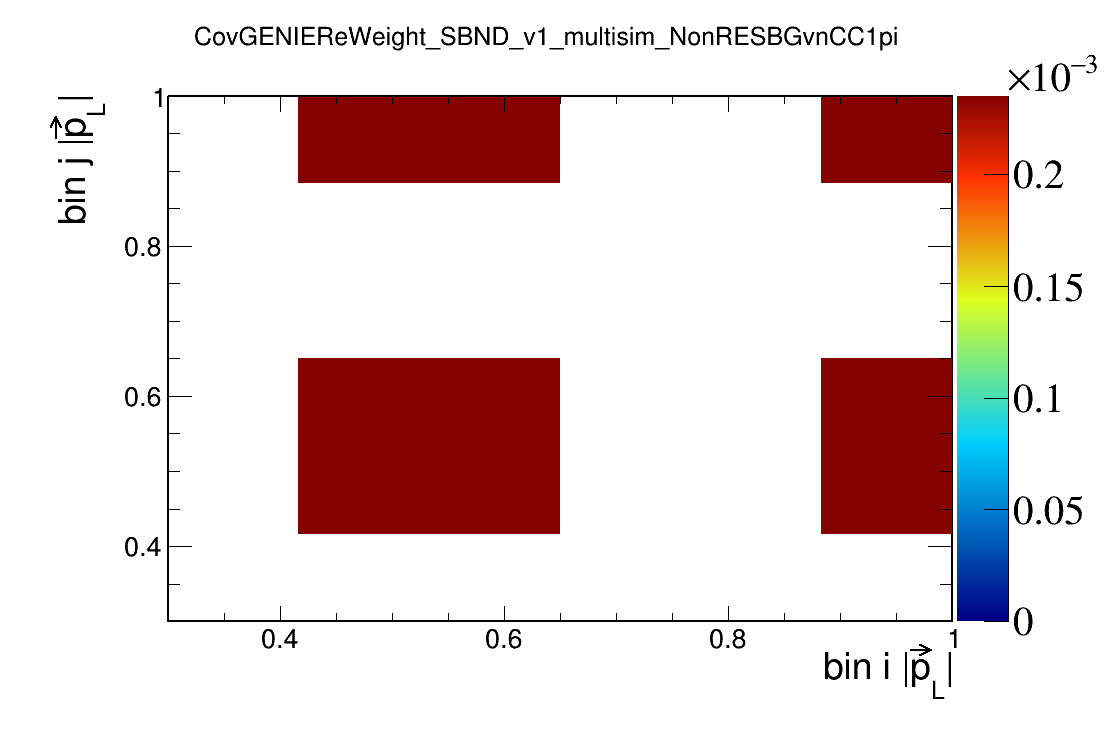 CovGENIEReWeight_SBND_v1_multisim_NonRESBGvnCC1pi
×10⁻³
bin j |p⃗_L|
1
0.8
0.6
0.4
0.2
0.15
0.1
0.05
0
0.4 0.6 0.8 1
bin i |p⃗_L|